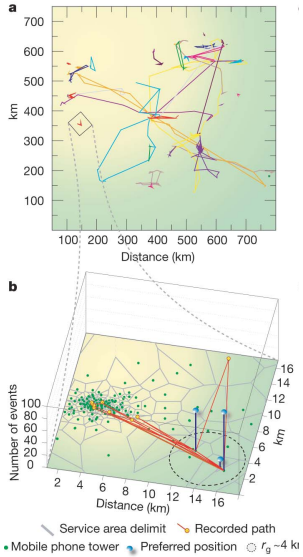 a
700
600
500
400
300
200
100
km
100 200 300 400 500 600 700
Distance (km)
b
Number of events
100
80
60
40
20
0
2 4 6 8 10 12 14 16
Distance (km)
16
14
12
10
8
6
4
2
km
Service area delimit Recorded path
Mobile phone tower Preferred position rg ~4 k